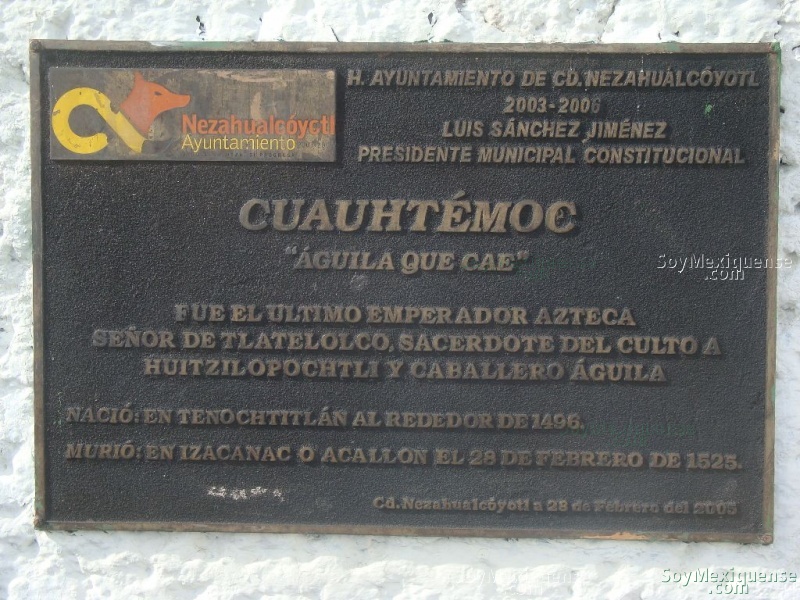 Nezahualcóyotl
Ayuntamiento
H. AYUNTAMIENTO DE CD. NEZAHUALCÓYOTL
2003-2006
LUIS SÁNCHEZ JIMÉNEZ
PRESIDENTE MUNICIPAL CONSTITUCIONAL
CUAUHTÉMOC
"ÁGUILA QUE CAE"
FUE EL ULTIMO EMPERADOR AZTECA
SEÑOR DE TLATELOLCO, SACERDOTE DEL CULTO A
HUITZILOPOCHTLI Y CABALLERO ÁGUILA
NACIÓ: EN TENOCHTITLÁN AL REDEDOR DE 1496.
MURIÓ: EN IZACANAC O ACALLON EL 28 DE FEBRERO DE 1525.
Cd. Nezahualcóyotl a 28 de Febrero del 2005
SoyMexiquense
.com
SoyMexiquense
.com